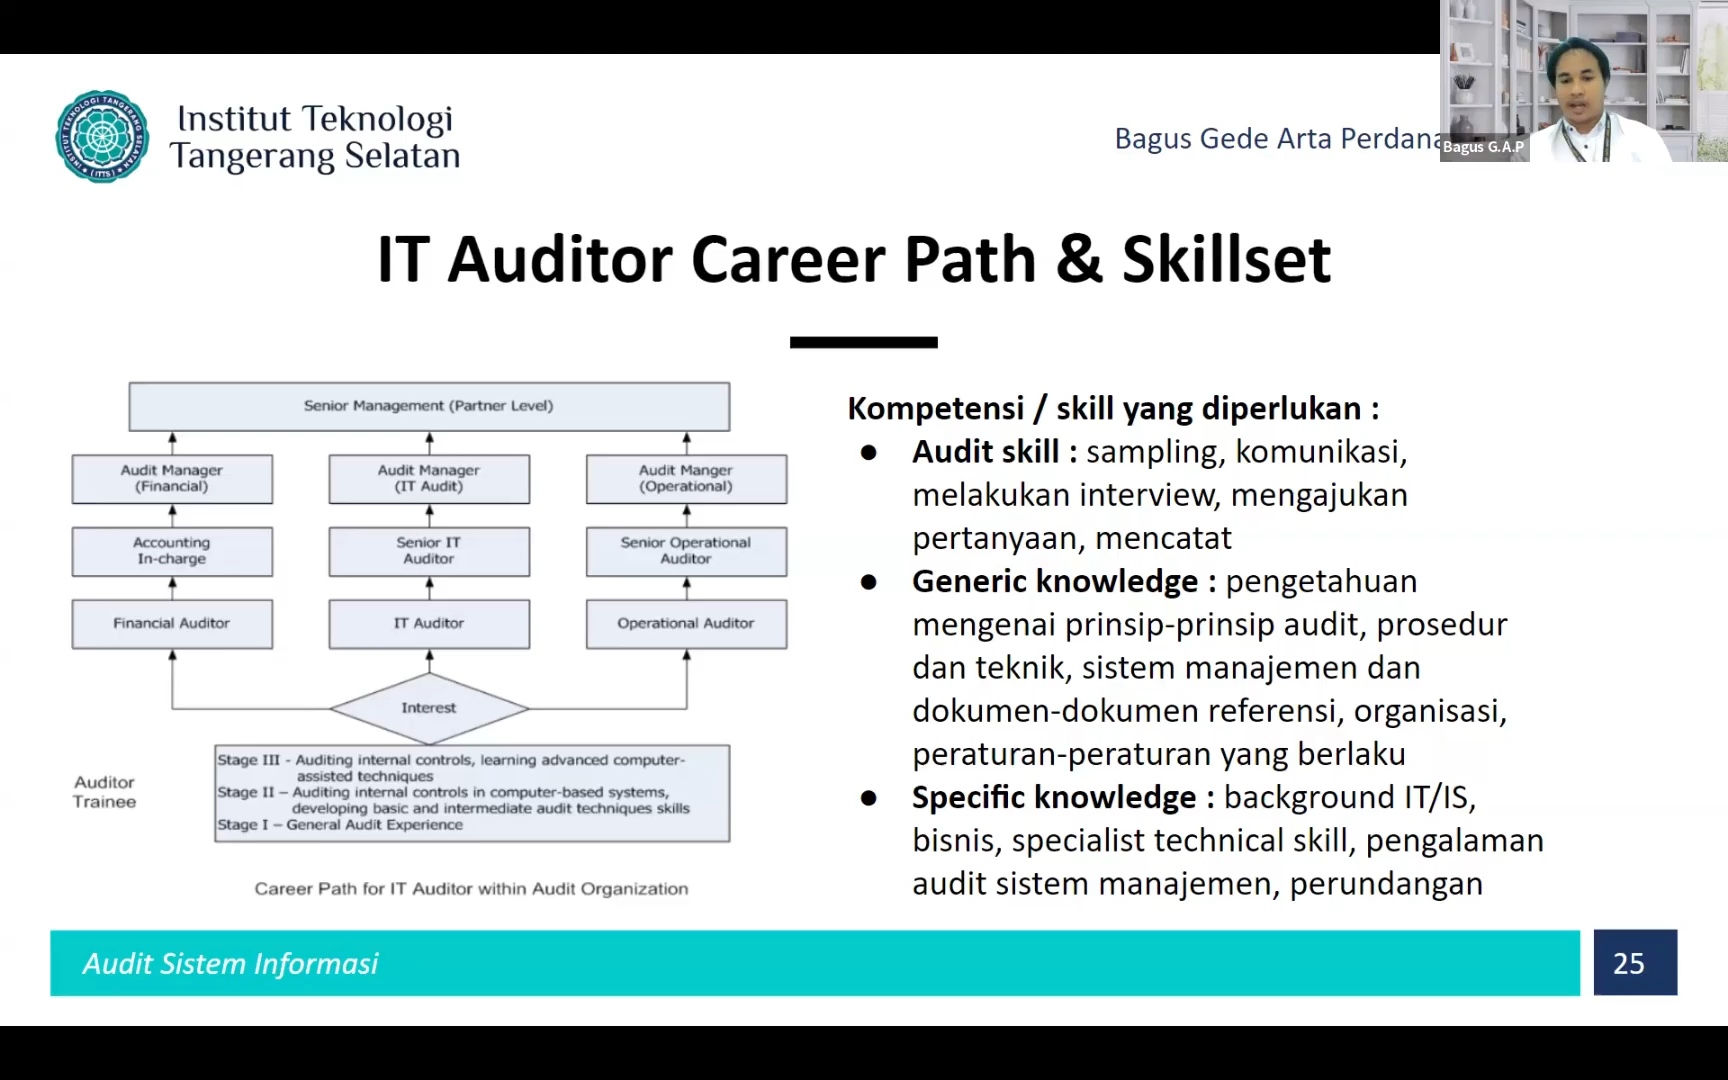 Institut Teknologi
Tangerang Selatan
INSTITUT TEKNOLOGI TANGERANG SELATAN
(ITTS)
Bagus Gede Arta Perdana
Bagus G.A.P
IT Auditor Career Path & Skillset
Senior Management (Partner Level)
Audit Manager
(Financial)
Audit Manager
(IT Audit)
Audit Manger
(Operational)
Accounting
In-charge
Senior IT
Auditor
Senior Operational
Auditor
Financial Auditor
IT Auditor
Operational Auditor
Interest
Auditor
Trainee
Stage III - Auditing internal controls, learning advanced computer-
assisted techniques
Stage II – Auditing internal controls in computer-based systems,
developing basic and intermediate audit techniques skills
Stage I – General Audit Experience
Career Path for IT Auditor within Audit Organization
Kompetensi / skill yang diperlukan :
● Audit skill : sampling, komunikasi,
melakukan interview, mengajukan
pertanyaan, mencatat
● Generic knowledge : pengetahuan
mengenai prinsip-prinsip audit, prosedur
dan teknik, sistem manajemen dan
dokumen-dokumen referensi, organisasi,
peraturan-peraturan yang berlaku
● Specific knowledge : background IT/IS,
bisnis, specialist technical skill, pengalaman
audit sistem manajemen, perundangan
Audit Sistem Informasi
25